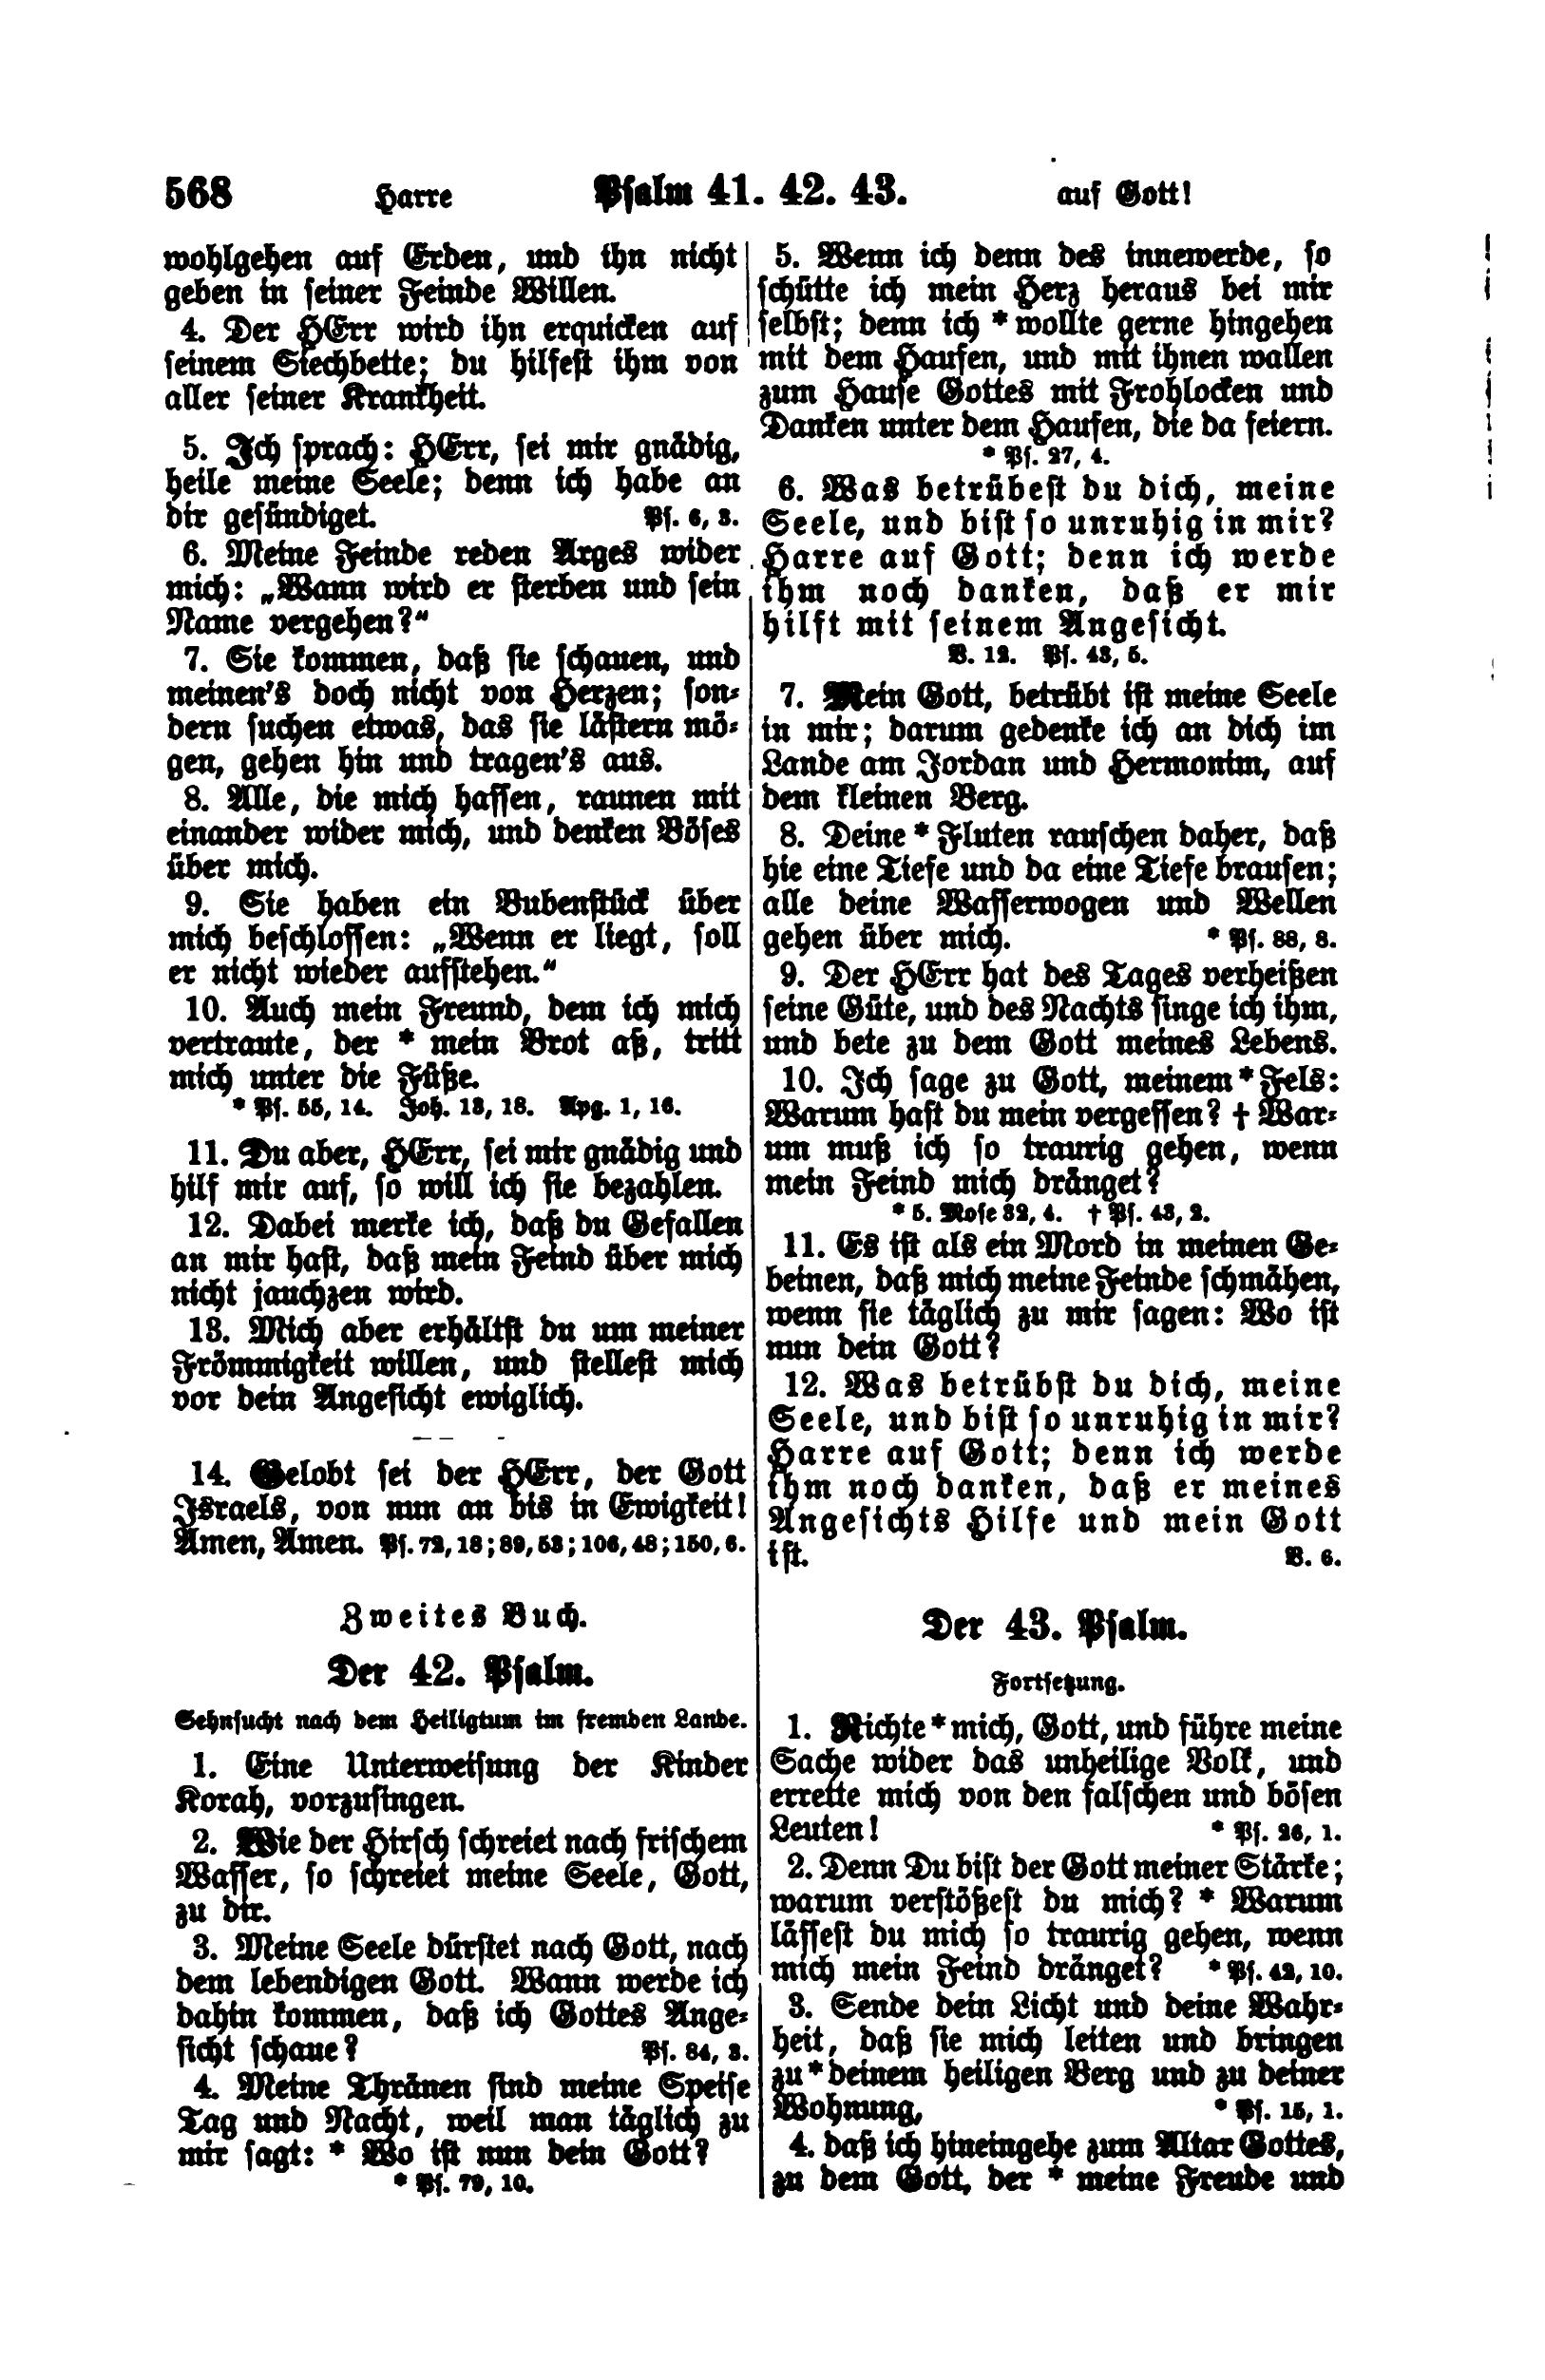 568 Harre Psalm 41. 42. 43. auf Gott!
wohlgehen auf Erden, und ihn nicht
geben in seiner Feinde Willen.
4. Der HErr wird ihn erquicken auf
seinem Siechbette; du hilfest ihm von
aller seiner Krankheit.
5. Ich sprach: HErr, sei mir gnädig,
heile meine Seele; denn ich habe an
dir gesündiget. Ps. 6, 3.
6. Meine Feinde reden Arges wider
mich: „Wann wird er sterben und sein
Name vergehen?“
7. Sie kommen, daß sie schauen, und
meinen's doch nicht von Herzen; son-
dern suchen etwas, das sie lästern mö-
gen, gehen hin und tragen's aus.
8. Alle, die mich hassen, raunen mit
einander wider mich, und denken Böses
über mich.
9. Sie haben ein Bubenstück über
mich beschlossen: „Wenn er liegt, soll
er nicht wieder aufstehen.“
10. Auch mein Freund, dem ich mich
vertraute, der * mein Brot aß, tritt
mich unter die Füße.
* Ps. 55, 14. Joh. 13, 18. Apg. 1, 16.
11. Du aber, HErr, sei mir gnädig und
hilf mir auf, so will ich sie bezahlen.
12. Dabei merke ich, daß du Gefallen
an mir hast, daß mein Feind über mich
nicht jauchzen wird.
13. Mich aber erhältst du um meiner
Frömmigkeit willen, und stellest mich
vor dein Angesicht ewiglich.
14. Gelobt sei der HErr, der Gott
Israels, von nun an bis in Ewigkeit!
Amen, Amen. Ps. 72, 18; 89, 53; 106, 48; 150, 6.
Zweites Buch.
Der 42. Psalm.
Sehnsucht nach dem Heiligtum im fremden Lande.
1. Eine Unterweisung der Kinder
Korah, vorzusingen.
2. Wie der Hirsch schreiet nach frischem
Wasser, so schreiet meine Seele, Gott,
zu dir.
3. Meine Seele dürstet nach Gott, nach
dem lebendigen Gott. Wann werde ich
dahin kommen, daß ich Gottes Ange-
sicht schaue? Ps. 84, 3.
4. Meine Thränen sind meine Speise
Tag und Nacht, weil man täglich zu
mir sagt: * Wo ist nun dein Gott?
* Ps. 79, 10.
5. Wenn ich denn des innewerde, so
schütte ich mein Herz heraus bei mir
selbst; denn ich * wollte gerne hingehen
mit dem Haufen, und mit ihnen wallen
zum Hause Gottes mit Frohlocken und
Danken unter dem Haufen, die da feiern.
* Ps. 27, 4.
6. Was betrübest du dich, meine
Seele, und bist so unruhig in mir?
Harre auf Gott; denn ich werde
ihm noch danken, daß er mir
hilft mit seinem Angesicht.
V. 12. Ps. 43, 5.
7. Mein Gott, betrübt ist meine Seele
in mir; darum gedenke ich an dich im
Lande am Jordan und Hermonim, auf
dem kleinen Berg.
8. Deine * Fluten rauschen daher, daß
hie eine Tiefe und da eine Tiefe brausen;
alle deine Wasserwogen und Wellen
gehen über mich. * Ps. 88, 8.
9. Der HErr hat des Tages verheißen
seine Güte, und des Nachts singe ich ihm,
und bete zu dem Gott meines Lebens.
10. Ich sage zu Gott, meinem * Fels:
Warum hast du mein vergessen? † War-
um muß ich so traurig gehen, wenn
mein Feind mich dränget?
* 5. Mose 32, 4. † Ps. 43, 2.
11. Es ist als ein Mord in meinen Ge-
beinen, daß mich meine Feinde schmähen,
wenn sie täglich zu mir sagen: Wo ist
nun dein Gott?
12. Was betrübst du dich, meine
Seele, und bist so unruhig in mir?
Harre auf Gott; denn ich werde
ihm noch danken, daß er meines
Angesichts Hilfe und mein Gott
ist. V. 6.
Der 43. Psalm.
Fortsetzung.
1. Richte * mich, Gott, und führe meine
Sache wider das unheilige Volk, und
errette mich von den falschen und bösen
Leuten! * Ps. 26, 1.
2. Denn Du bist der Gott meiner Stärke;
warum verstößest du mich? * Warum
lässest du mich so traurig gehen, wenn
mich mein Feind dränget? * Ps. 42, 10.
3. Sende dein Licht und deine Wahr-
heit, daß sie mich leiten und bringen
zu * deinem heiligen Berg und zu deiner
Wohnung, * Ps. 15, 1.
4. daß ich hineingehe zum Altar Gottes,
zu dem Gott, der * meine Freude und